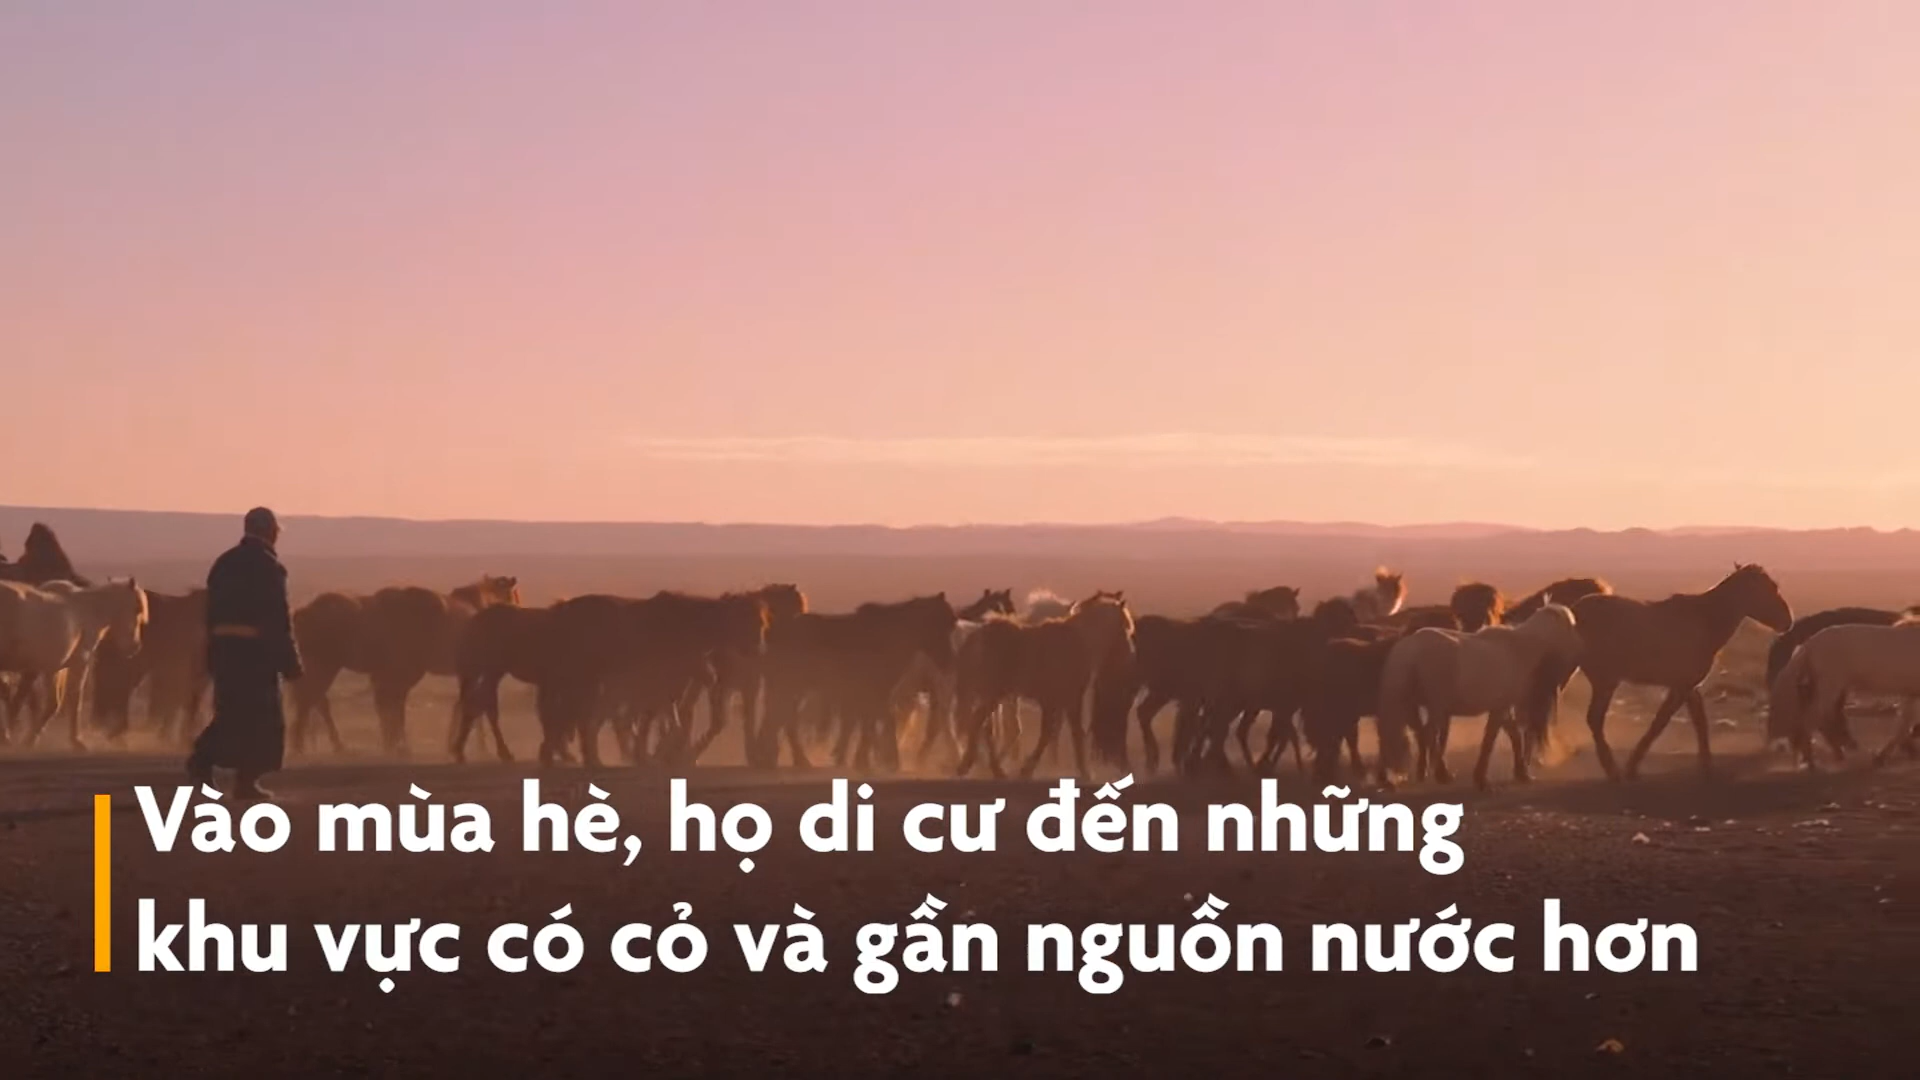 Vào mùa hè, họ di cư đến những
khu vực có cỏ và gần nguồn nước hơn